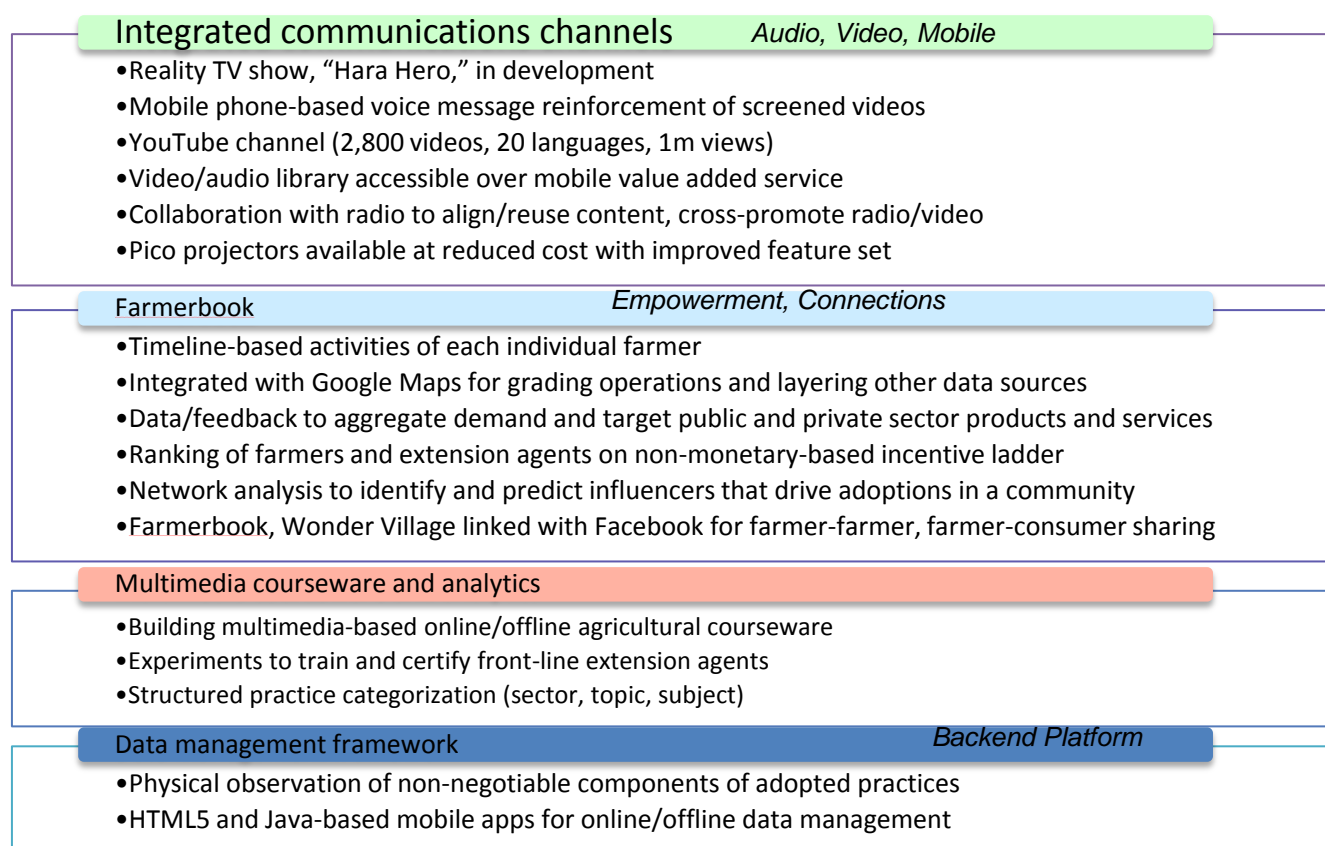 Integrated communications channels Audio, Video, Mobile
•Reality TV show, “Hara Hero,” in development
•Mobile phone-based voice message reinforcement of screened videos
•YouTube channel (2,800 videos, 20 languages, 1m views)
•Video/audio library accessible over mobile value added service
•Collaboration with radio to align/reuse content, cross-promote radio/video
•Pico projectors available at reduced cost with improved feature set
Farmerbook Empowerment, Connections
•Timeline-based activities of each individual farmer
•Integrated with Google Maps for grading operations and layering other data sources
•Data/feedback to aggregate demand and target public and private sector products and services
•Ranking of farmers and extension agents on non-monetary-based incentive ladder
•Network analysis to identify and predict influencers that drive adoptions in a community
•Farmerbook, Wonder Village linked with Facebook for farmer-farmer, farmer-consumer sharing
Multimedia courseware and analytics
•Building multimedia-based online/offline agricultural courseware
•Experiments to train and certify front-line extension agents
•Structured practice categorization (sector, topic, subject)
Data management framework Backend Platform
•Physical observation of non-negotiable components of adopted practices
•HTML5 and Java-based mobile apps for online/offline data management